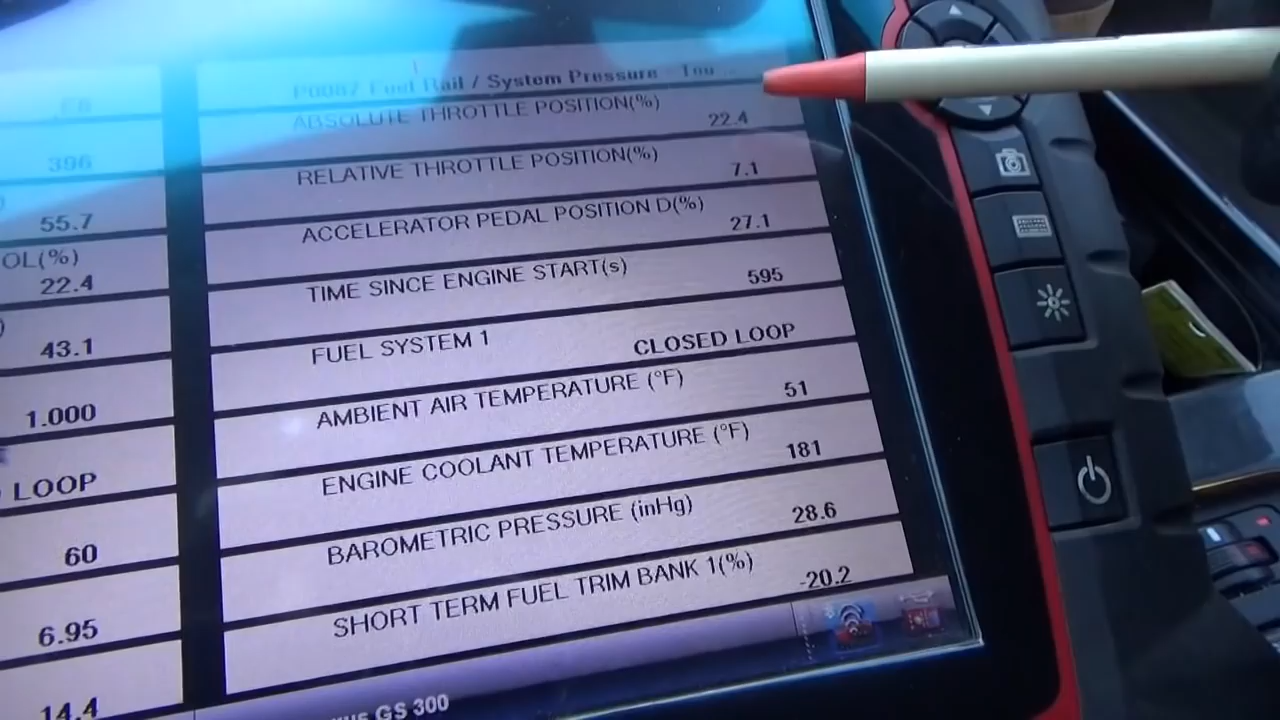 P0087 Fuel Rail / System Pressure - Too
ABSOLUTE THROTTLE POSITION(%)
22.4
396
RELATIVE THROTTLE POSITION(%)
7.1
55.7
ACCELERATOR PEDAL POSITION D(%)
27.1
OL(%)
22.4
TIME SINCE ENGINE START(s)
595
43.1
FUEL SYSTEM 1
CLOSED LOOP
1.000
AMBIENT AIR TEMPERATURE (°F)
51
LOOP
ENGINE COOLANT TEMPERATURE (°F)
181
60
BAROMETRIC PRESSURE (inHg)
28.6
6.95
SHORT TERM FUEL TRIM BANK 1(%)
-20.2
14.4
GS 300